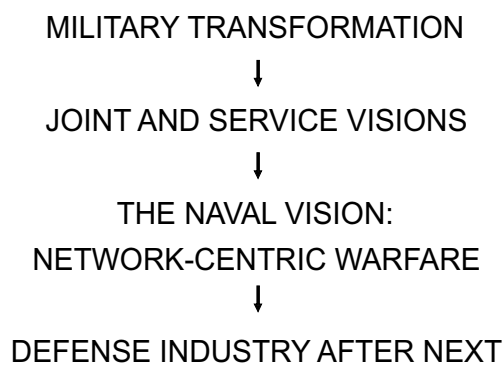 MILITARY TRANSFORMATION
JOINT AND SERVICE VISIONS
THE NAVAL VISION:
NETWORK-CENTRIC WARFARE
DEFENSE INDUSTRY AFTER NEXT